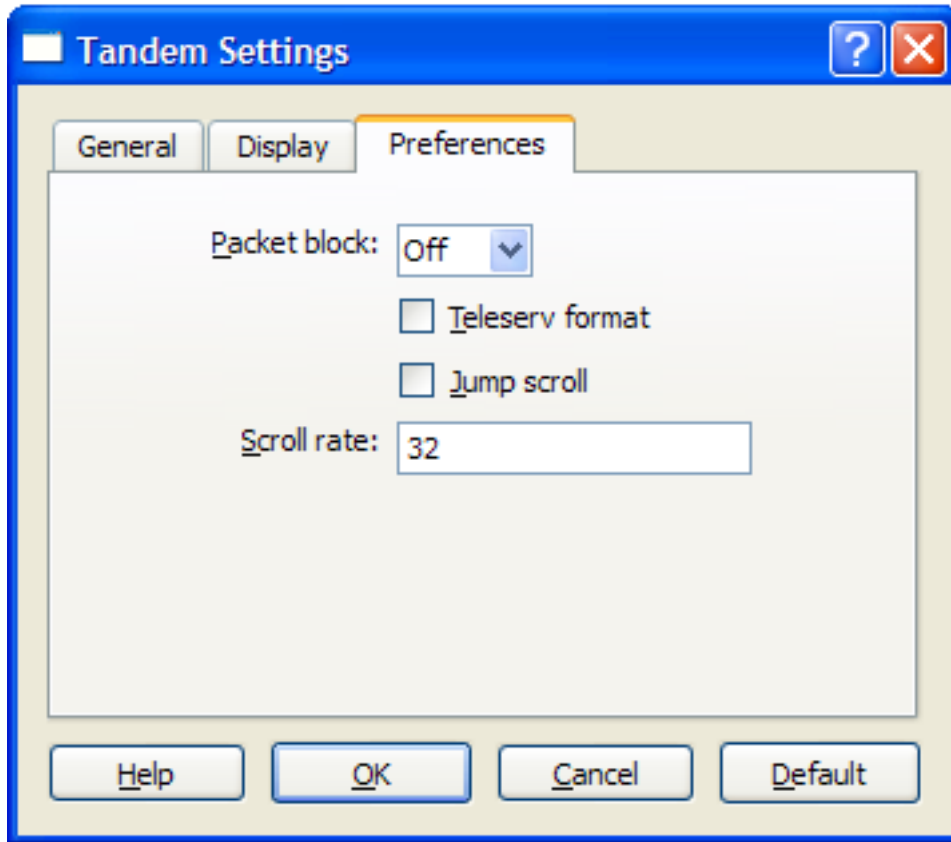 Tandem Settings
General Display Preferences
Packet block: Off
Teleserv format
Jump scroll
Scroll rate: 32
Help OK Cancel Default